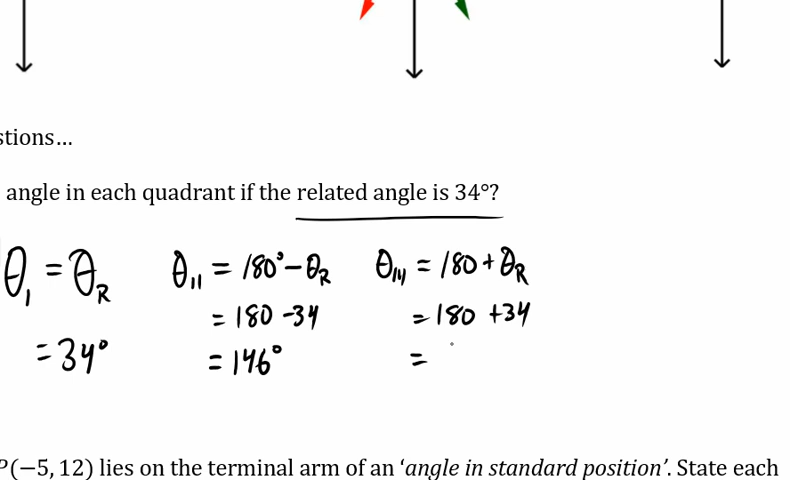 stions…
angle in each quadrant if the related angle is 34°?
θ₁ = θR θ₁₁ = 180° − θR θ₁₁₁ = 180 + θR
= 180 - 34 = 180 + 34
= 34° = 146° =
P(−5, 12) lies on the terminal arm of an ‘angle in standard position’. State each